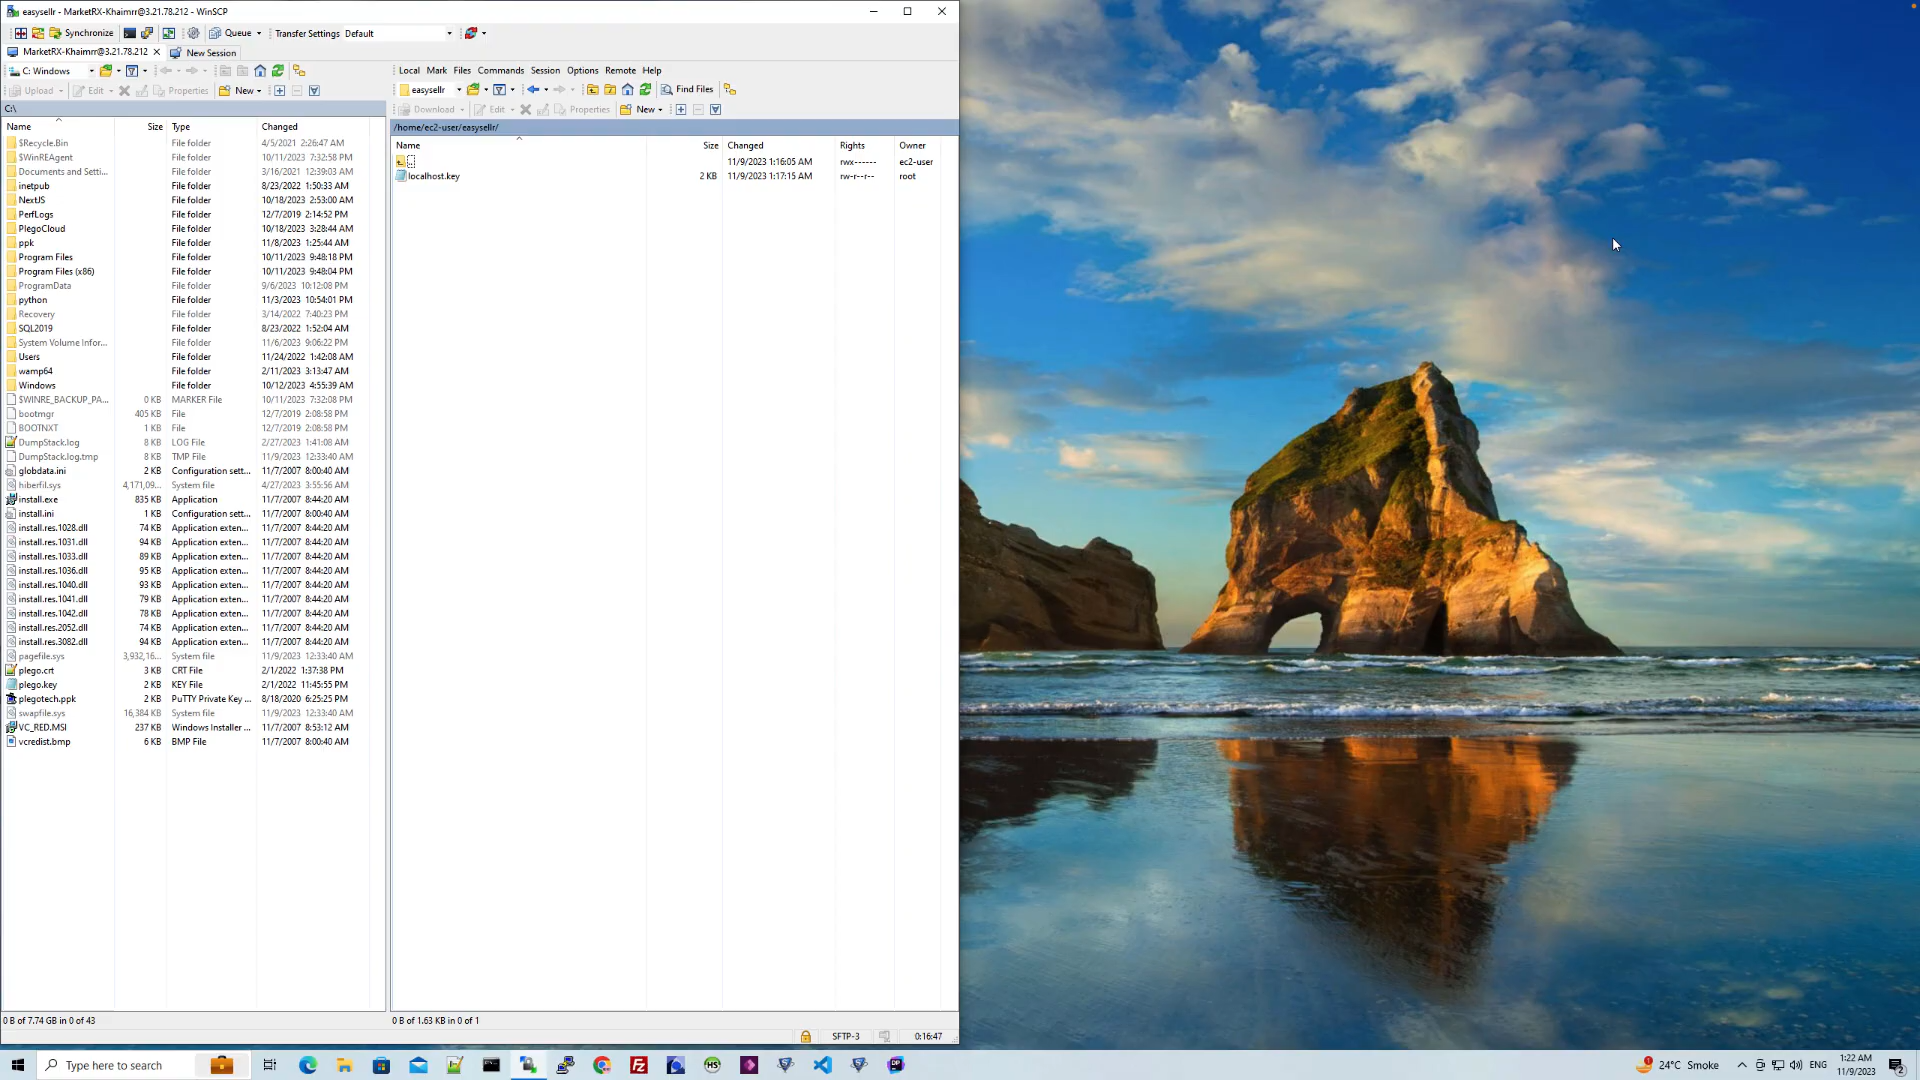 easysellr - MarketRX-Khaimrr@3.21.78.212 - WinSCP
Synchronize Queue Transfer Settings Default
MarketRX-Khaimrr@3.21.78.212 New Session
C: Windows
Local Mark Files Commands Session Options Remote Help
Upload Edit Properties New
easysellr Find Files
Download Edit Properties New
C:\
/home/ec2-user/easysellr/
Name Size Type Changed
$Recycle.Bin File folder 4/5/2021 2:26:47 AM
$WinREAgent File folder 10/11/2023 7:32:58 PM
Documents and Setti... File folder 3/16/2021 12:39:03 AM
inetpub File folder 8/23/2022 1:50:33 AM
NextJS File folder 10/18/2023 2:53:00 AM
PerfLogs File folder 12/7/2019 2:14:52 PM
PlegoCloud File folder 10/18/2023 3:28:44 AM
ppk File folder 11/8/2023 1:25:44 AM
Program Files File folder 10/11/2023 9:48:18 PM
Program Files (x86) File folder 10/11/2023 9:48:04 PM
ProgramData File folder 9/6/2023 10:12:08 PM
python File folder 11/3/2023 10:54:01 PM
Recovery File folder 3/14/2022 7:40:23 PM
SQL2019 File folder 8/23/2022 1:52:04 AM
System Volume Infor... File folder 11/6/2023 9:06:22 PM
Users File folder 11/24/2022 1:42:08 AM
wamp64 File folder 2/11/2023 3:13:47 AM
Windows File folder 10/12/2023 4:55:39 AM
$WINRE_BACKUP_PA... 0 KB MARKER File 10/11/2023 7:32:08 PM
bootmgr 405 KB File 12/7/2019 2:08:58 PM
BOOTNXT 1 KB File 12/7/2019 2:08:58 PM
DumpStack.log 8 KB LOG File 2/27/2023 1:41:08 AM
DumpStack.log.tmp 8 KB TMP File 11/9/2023 12:33:40 AM
globdata.ini 2 KB Configuration sett... 11/7/2007 8:00:40 AM
hiberfil.sys 4,171,09... System file 4/27/2023 3:55:56 AM
install.exe 835 KB Application 11/7/2007 8:44:20 AM
install.ini 1 KB Configuration sett... 11/7/2007 8:00:40 AM
install.res.1028.dll 74 KB Application exten... 11/7/2007 8:44:20 AM
install.res.1031.dll 94 KB Application exten... 11/7/2007 8:44:20 AM
install.res.1033.dll 89 KB Application exten... 11/7/2007 8:44:20 AM
install.res.1036.dll 95 KB Application exten... 11/7/2007 8:44:20 AM
install.res.1040.dll 93 KB Application exten... 11/7/2007 8:44:20 AM
install.res.1041.dll 79 KB Application exten... 11/7/2007 8:44:20 AM
install.res.1042.dll 78 KB Application exten... 11/7/2007 8:44:20 AM
install.res.2052.dll 74 KB Application exten... 11/7/2007 8:44:20 AM
install.res.3082.dll 94 KB Application exten... 11/7/2007 8:44:20 AM
pagefile.sys 3,932,16... System file 11/9/2023 12:33:40 AM
plego.crt 3 KB CRT File 2/1/2022 1:37:38 PM
plego.key 2 KB KEY File 2/1/2022 11:45:55 PM
plegotech.ppk 2 KB PuTTY Private Key ... 8/18/2020 6:25:25 PM
swapfile.sys 16,384 KB System file 11/9/2023 12:33:40 AM
VC_RED.MSI 237 KB Windows Installer ... 11/7/2007 8:53:12 AM
vcredist.bmp 6 KB BMP File 11/7/2007 8:00:40 AM
Name Size Changed Rights Owner
.. 11/9/2023 1:16:05 AM rwx------ ec2-user
localhost.key 2 KB 11/9/2023 1:17:15 AM rw-r--r-- root
0 B of 7.74 GB in 0 of 43
0 B of 1.63 KB in 0 of 1
SFTP-3 0:16:47
Type here to search
24°C Smoke ENG 1:22 AM
11/9/2023